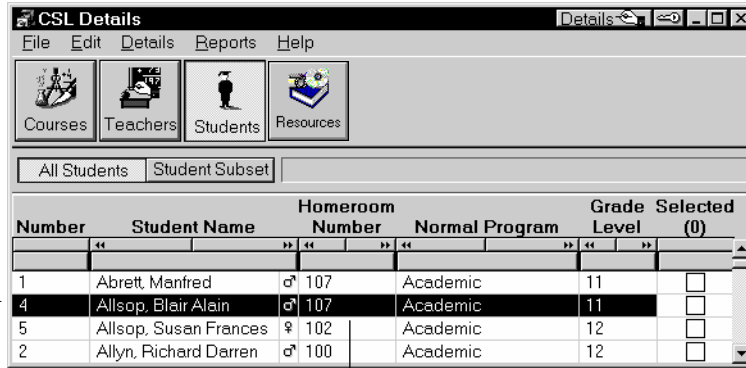 CSL Details Details
File Edit Details Reports Help
Courses Teachers Students Resources
All Students Student Subset
Homeroom Grade Selected
Number Student Name Number Normal Program Level (0)
1 Abrett, Manfred ♂ 107 Academic 11
4 Allsop, Blair Alain ♂ 107 Academic 11
5 Allsop, Susan Frances ♀ 102 Academic 12
2 Allyn, Richard Darren ♂ 100 Academic 12